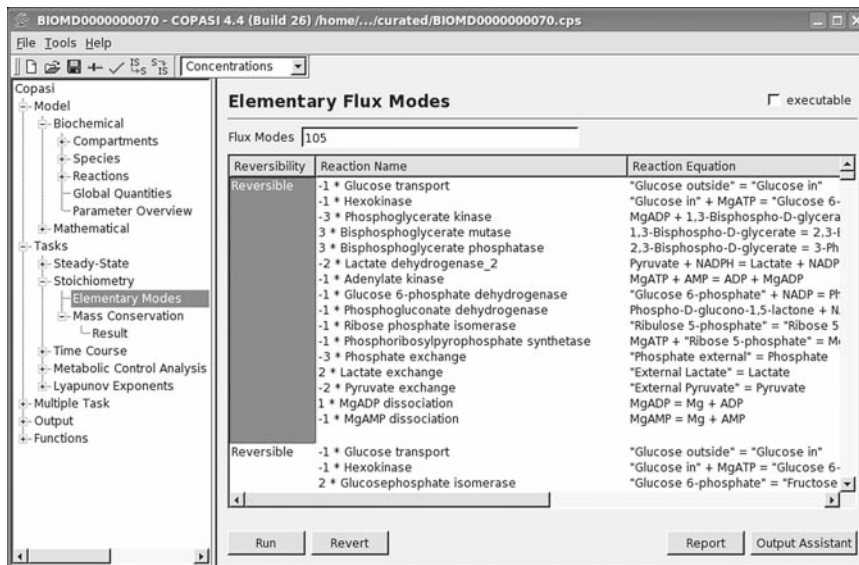 BIOMD0000000070 - COPASI 4.4 (Build 26) /home/.../curated/BIOMD0000000070.cps
File Tools Help
Concentrations
Copasi
Model
Biochemical
Compartments
Species
Reactions
Global Quantities
Parameter Overview
Mathematical
Tasks
Steady-State
Stoichiometry
Elementary Modes
Mass Conservation
Result
Time Course
Metabolic Control Analysis
Lyapunov Exponents
Multiple Task
Output
Functions
Elementary Flux Modes
executable
Flux Modes 105
Reversibility Reaction Name Reaction Equation
Reversible -1 * Glucose transport "Glucose outside" = "Glucose in"
-1 * Hexokinase "Glucose in" + MgATP = "Glucose 6-
-3 * Phosphoglycerate kinase MgADP + 1,3-Bisphospho-D-glycera
3 * Bisphosphoglycerate mutase 1,3-Bisphospho-D-glycerate = 2,3-
3 * Bisphosphoglycerate phosphatase 2,3-Bisphospho-D-glycerate = 3-Ph
-2 * Lactate dehydrogenase_2 Pyruvate + NADPH = Lactate + NADP
-1 * Adenylate kinase MgATP + AMP = ADP + MgADP
-1 * Glucose 6-phosphate dehydrogenase "Glucose 6-phosphate" + NADP = Ph
-1 * Phosphogluconate dehydrogenase Phospho-D-glucono-1,5-lactone + N
-1 * Ribose phosphate isomerase "Ribulose 5-phosphate" = "Ribose 5
-1 * Phosphoribosylpyrophosphate synthetase MgATP + "Ribose 5-phosphate" = M
-3 * Phosphate exchange "Phosphate external" = Phosphate
2 * Lactate exchange "External Lactate" = Lactate
-2 * Pyruvate exchange "External Pyruvate" = Pyruvate
1 * MgADP dissociation MgADP = Mg + ADP
-1 * MgAMP dissociation MgAMP = Mg + AMP
Reversible -1 * Glucose transport "Glucose outside" = "Glucose in"
-1 * Hexokinase "Glucose in" + MgATP = "Glucose 6-
2 * Glucosephosphate isomerase "Glucose 6-phosphate" = "Fructose
Run Revert Report Output Assistant